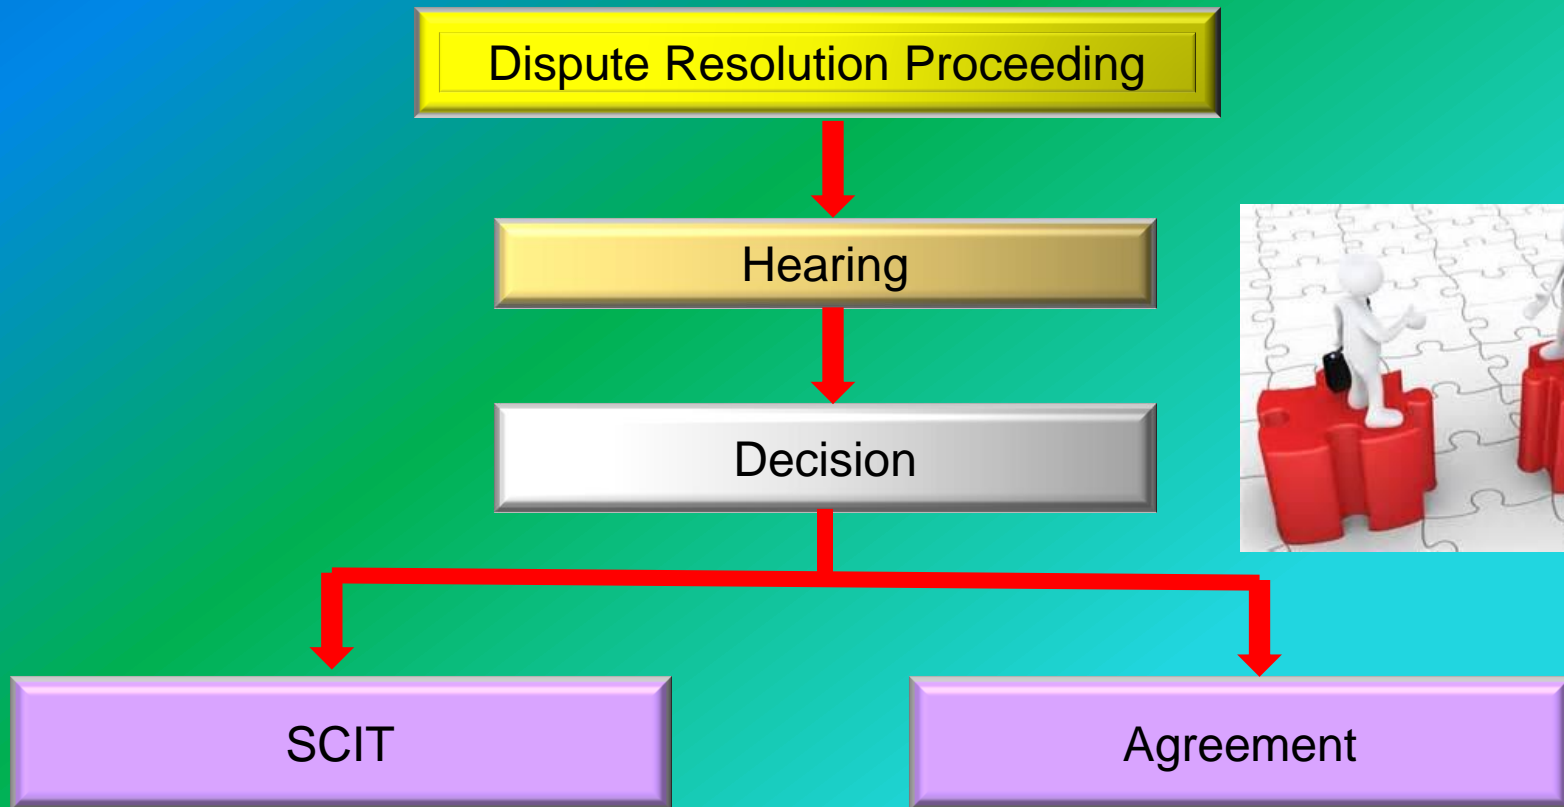 Dispute Resolution Proceeding
Hearing
Decision
SCIT
Agreement